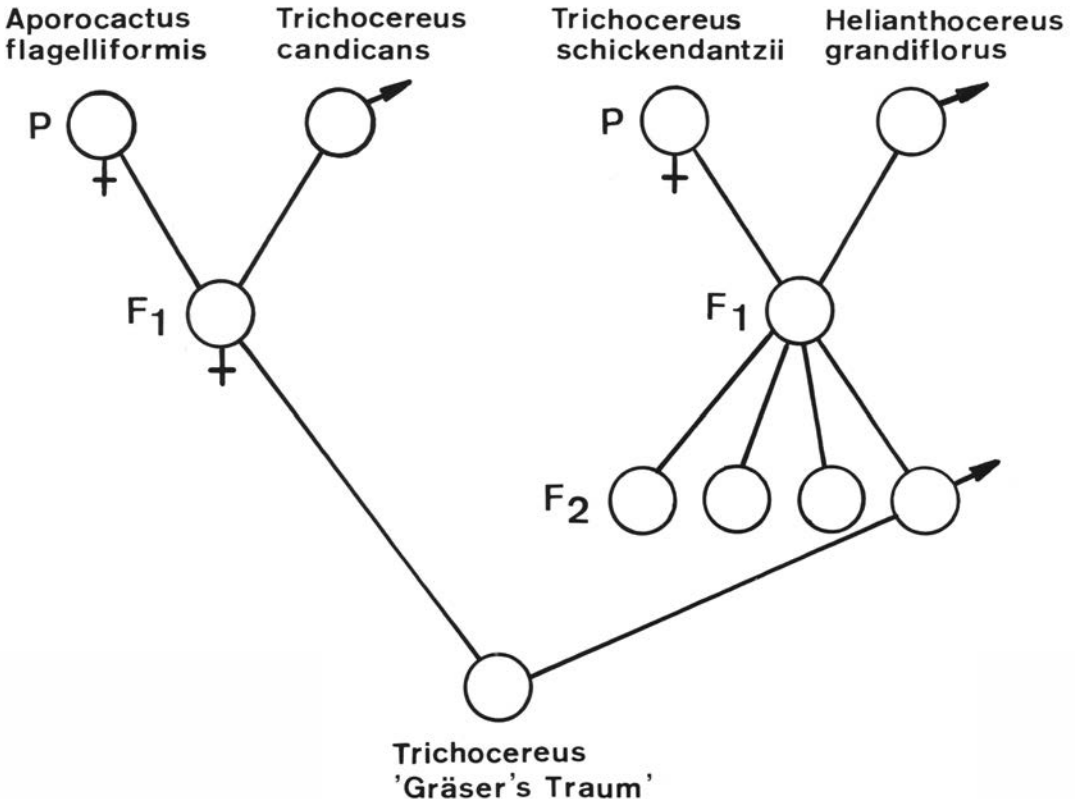 Aporocactus
flagelliformis
Trichocereus
candicans
Trichocereus
schickendantzii
Helianthocereus
grandiflorus
P
P
F1
F1
F2
Trichocereus
'Gräser's Traum'